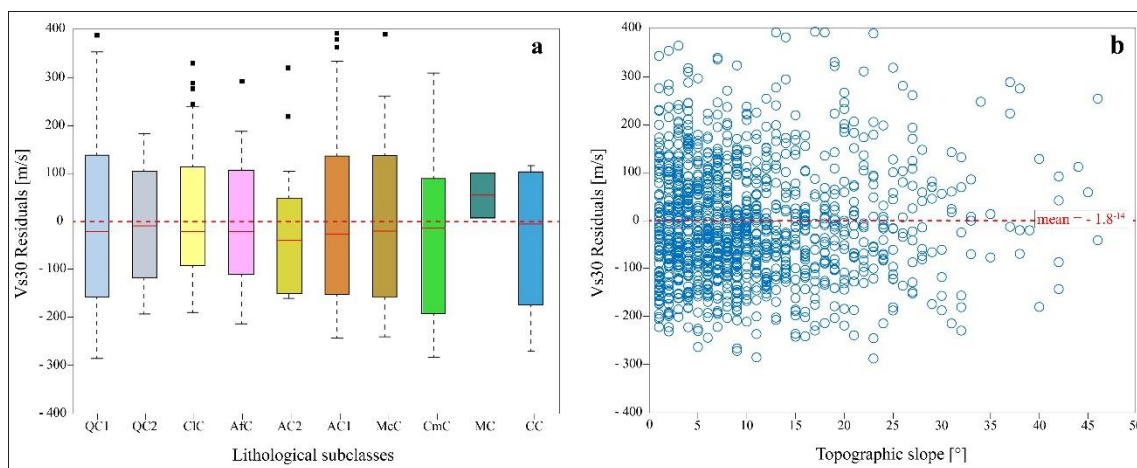 400
300
200
100
0
- 100
- 200
- 300
- 400
Vs30 Residuals [m/s]
a
QC1 QC2 ClC AfC AC2 AC1 MeC CmC MC CC
Lithological subclasses
400
300
200
100
0
- 100
- 200
- 300
- 400
Vs30 Residuals [m/s]
b
mean = - 1.8-14
0 5 10 15 20 25 30 35 40 45 50
Topographic slope [°]